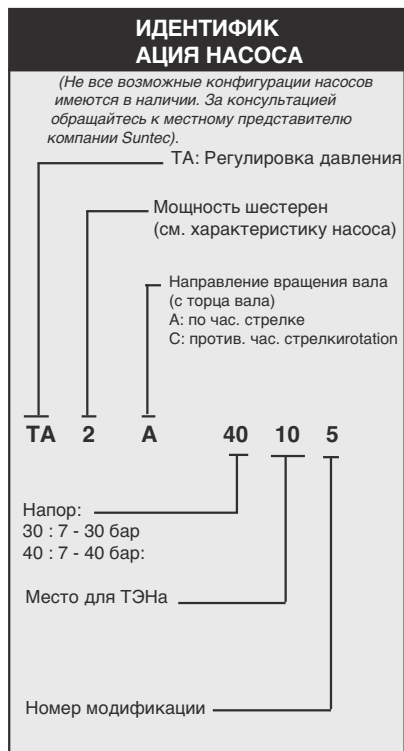 ИДЕНТИФИК
АЦИЯ НАСОСА
(Не все возможные конфигурации насосов
имеются в наличии. За консультацией
обращайтесь к местному представителю
компании Suntec).
TA: Регулировка давления
Мощность шестерен
(см. характеристику насоса)
Направление вращения вала
(с торца вала)
A: по час. стрелке
C: против. час. стрелкиrotation
TA 2 A 40 10 5
Напор:
30 : 7 - 30 бар
40 : 7 - 40 бар:
Место для ТЭНа
Номер модификации